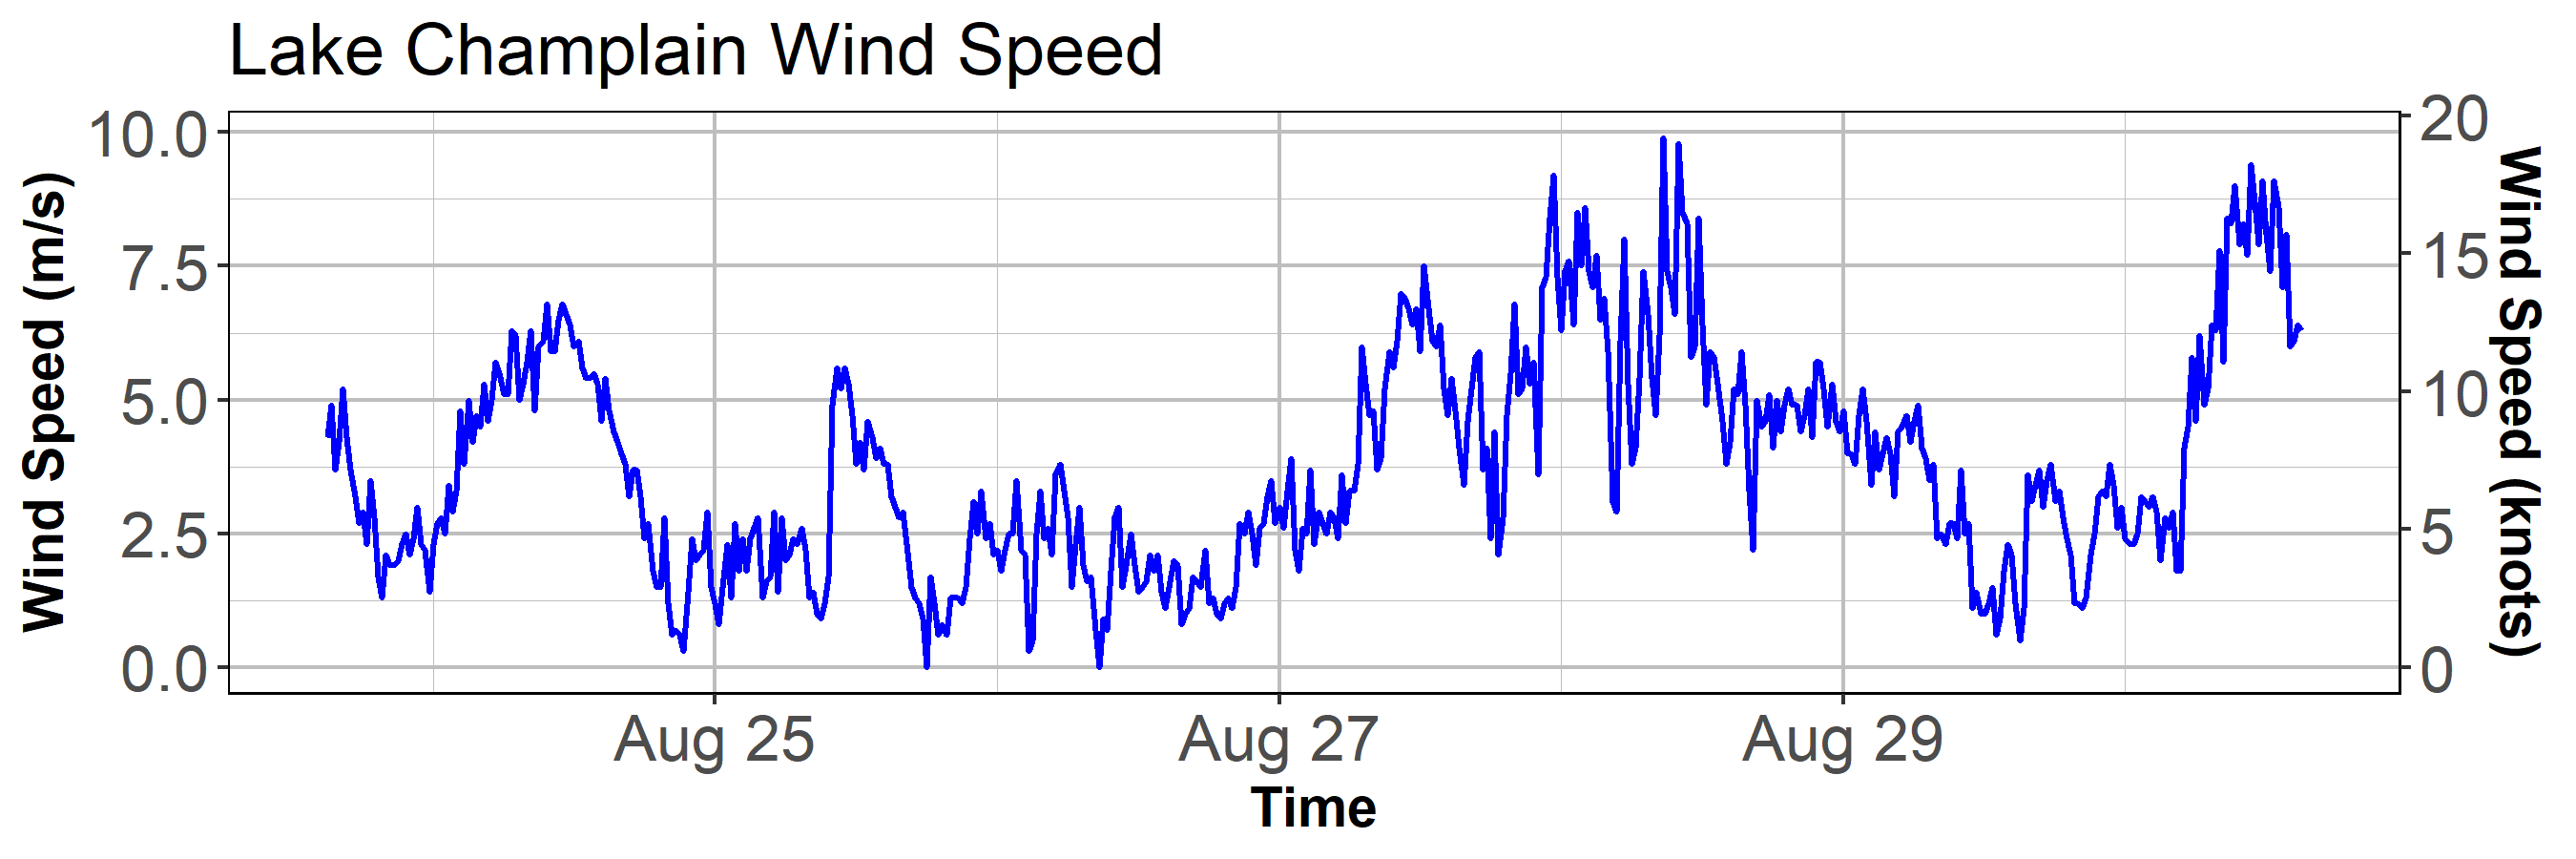 Lake Champlain Wind Speed
10.0
7.5
5.0
2.5
0.0
Wind Speed (m/s)
20
15
10
5
0
Wind Speed (knots)
Aug 25 Aug 27 Aug 29
Time